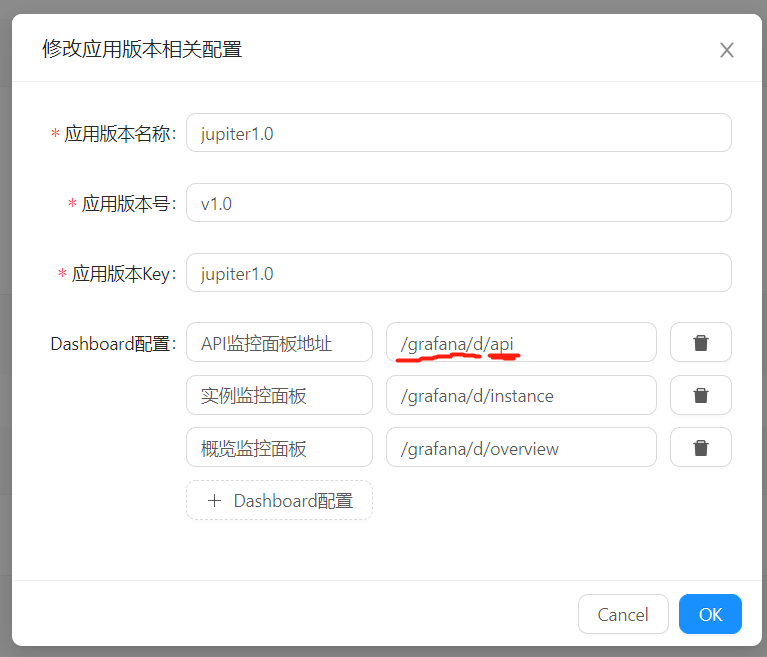 修改应用版本相关配置
* 应用版本名称: jupiter1.0
* 应用版本号: v1.0
* 应用版本Key: jupiter1.0
Dashboard配置: API监控面板地址 /grafana/d/api
实例监控面板 /grafana/d/instance
概览监控面板 /grafana/d/overview
+ Dashboard配置
Cancel OK